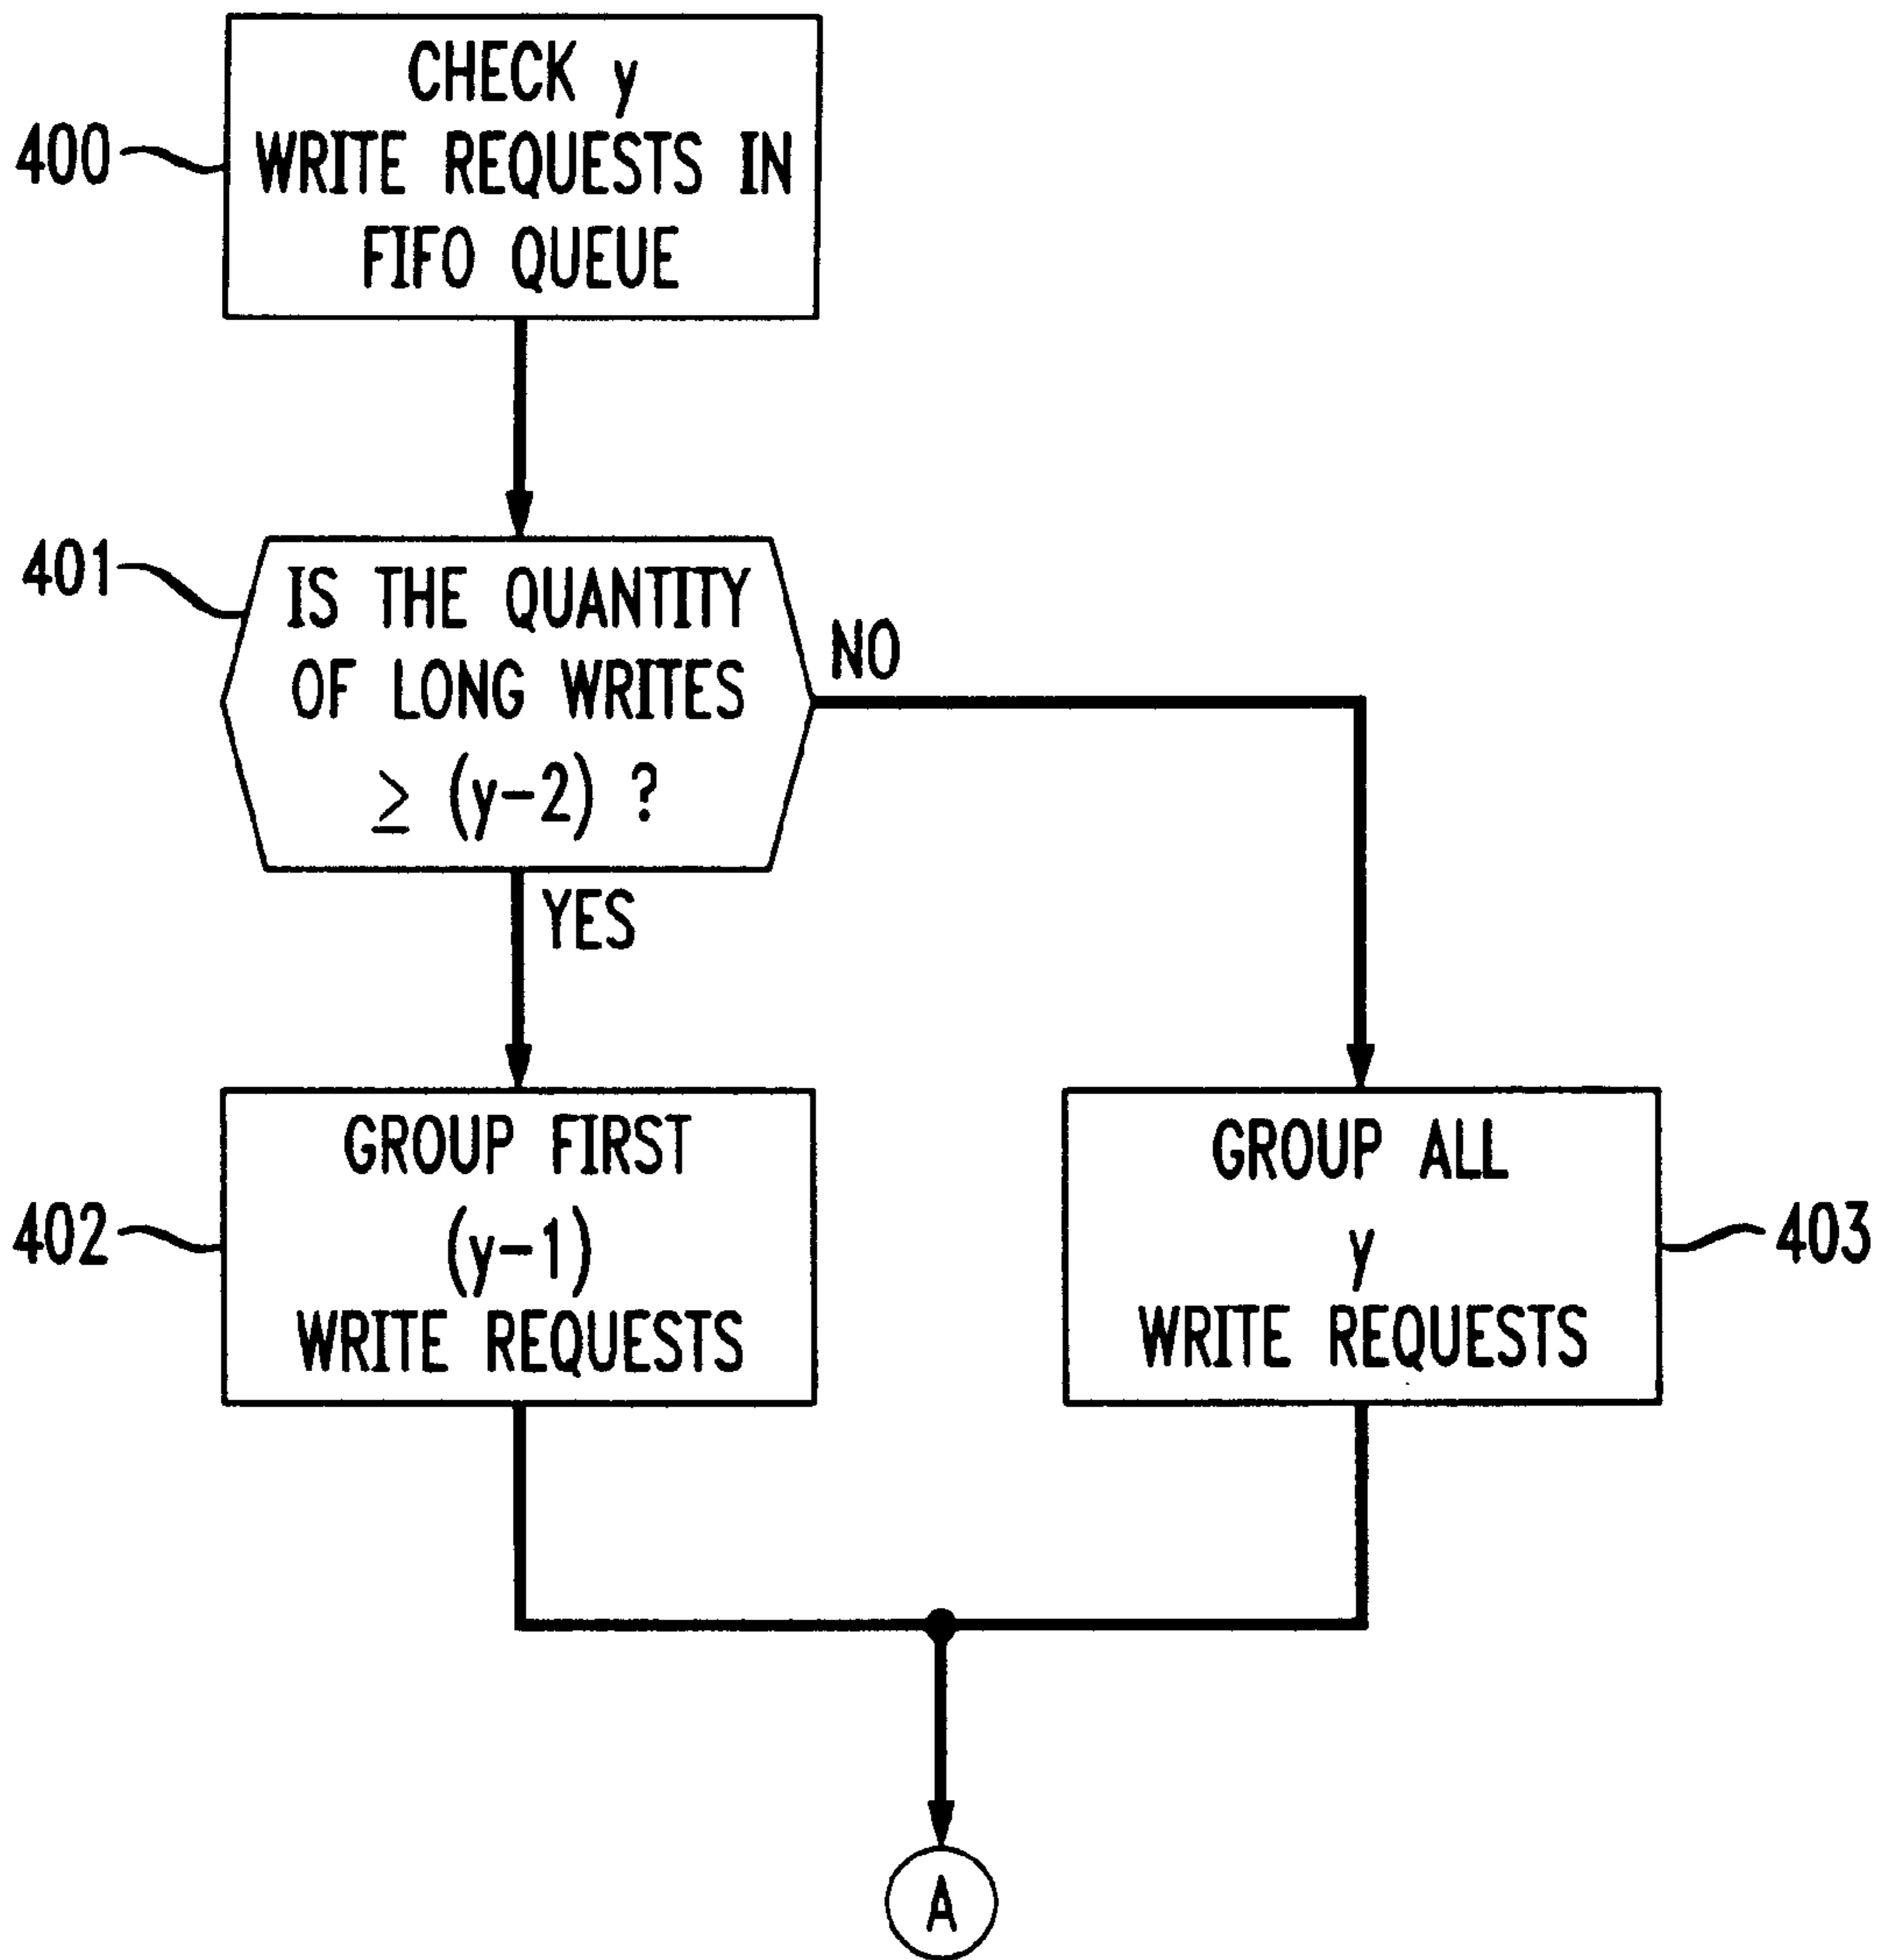 400
CHECK y
WRITE REQUESTS IN
FIFO QUEUE
401
IS THE QUANTITY
OF LONG WRITES
≥ (y-2) ?
NO
YES
402
GROUP FIRST
(y-1)
WRITE REQUESTS
GROUP ALL
y
WRITE REQUESTS
403
A